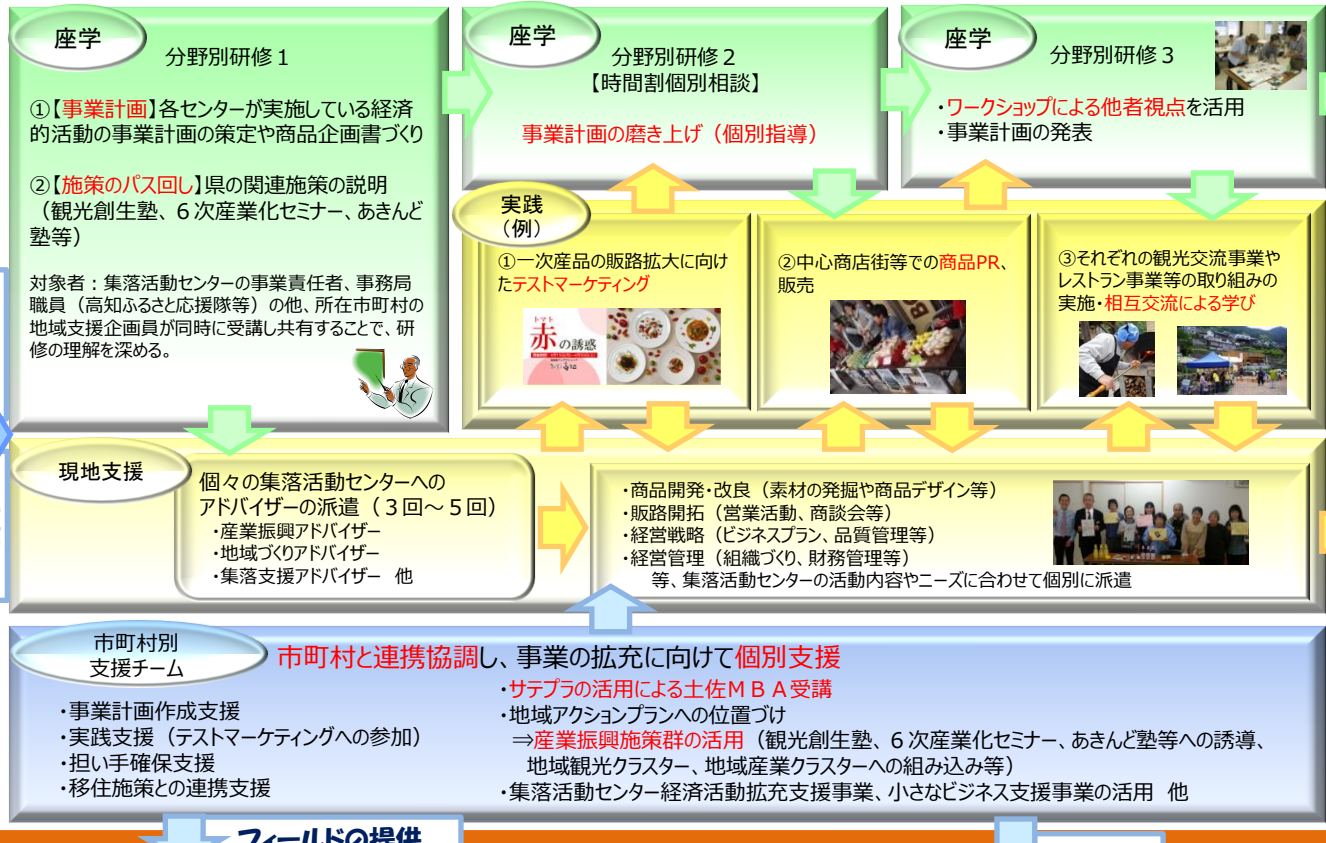 座学
分野別研修１
①【事業計画】各センターが実施している経済
的活動の事業計画の策定や商品企画書づくり
②【施策のパス回し】県の関連施策の説明
（観光創生塾、６次産業化セミナー、あきんど
塾等）
対象者：集落活動センターの事業責任者、事務局
職員（高知ふるさと応援隊等）の他、所在市町村の
地域支援企画員が同時に受講し共有することで、研
修の理解を深める。
座学
分野別研修２
【時間割個別相談】
事業計画の磨き上げ（個別指導）
座学
分野別研修３
・ワークショップによる他者視点を活用
・事業計画の発表
実践
（例）
①一次産品の販路拡大に向け
たテストマーケティング
トマト
赤の誘惑
②中心商店街等での商品PR、
販売
③それぞれの観光交流事業や
レストラン事業等の取り組みの
実施・相互交流による学び
現地支援
個々の集落活動センターへの
アドバイザーの派遣（３回～５回）
・産業振興アドバイザー
・地域づくりアドバイザー
・集落支援アドバイザー 他
・商品開発・改良（素材の発掘や商品デザイン等）
・販路開拓（営業活動、商談会等）
・経営戦略（ビジネスプラン、品質管理等）
・経営管理（組織づくり、財務管理等）
等、集落活動センターの活動内容やニーズに合わせて個別に派遣
市町村別
支援チーム
市町村と連携協調し、事業の拡充に向けて個別支援
・事業計画作成支援
・実践支援（テストマーケティングへの参加）
・担い手確保支援
・移住施策との連携支援
・サテプラの活用による土佐ＭＢＡ受講
・地域アクションプランへの位置づけ
⇒産業振興施策群の活用（観光創生塾、６次産業化セミナー、あきんど塾等への誘導、
地域観光クラスター、地域産業クラスターへの組み込み等）
・集落活動センター経済活動拡充支援事業、小さなビジネス支援事業の活用 他
フィールドの提供